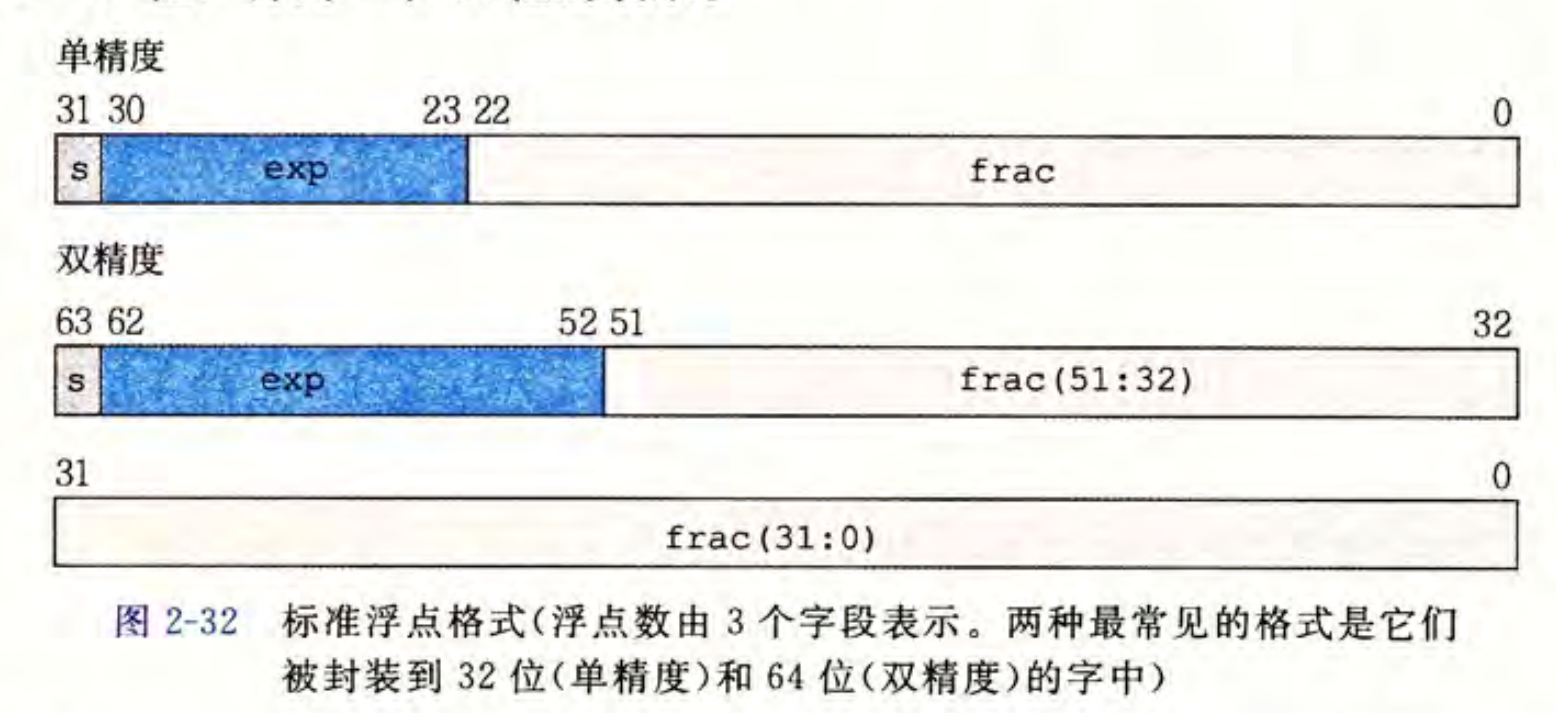 单精度
31 30 23 22 0
s exp frac
双精度
63 62 52 51 32
s exp frac(51:32)
31 0
frac(31:0)
图 2-32 标准浮点格式(浮点数由 3 个字段表示。两种最常见的格式是它们
被封装到 32 位(单精度)和 64 位(双精度)的字中)